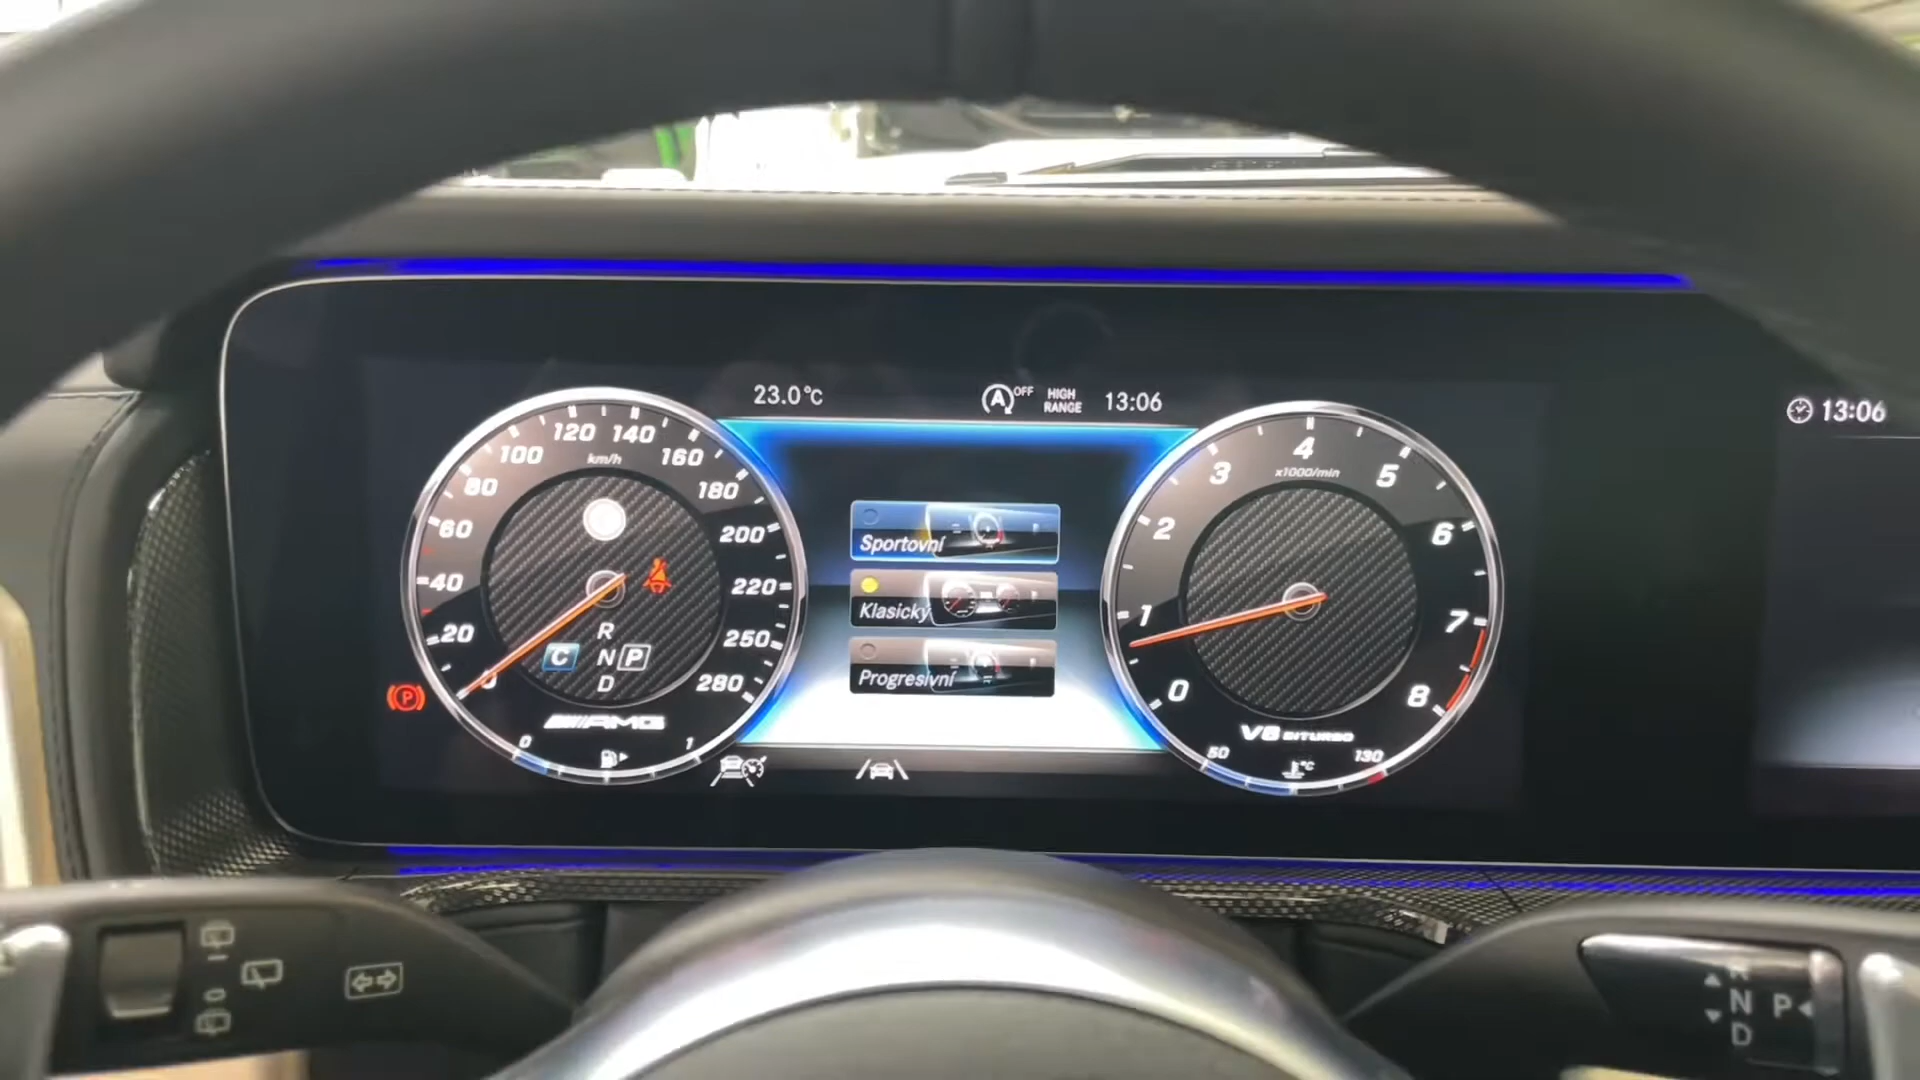 23.0°C
OFF
HIGH
RANGE
13:06
13:06
0
20
40
60
80
100
120
140
160
180
200
220
250
280
km/h
R
C
N
P
D
AMG
0
1
P
Sportovní
Klasický
Progresivní
0
1
2
3
4
5
6
7
8
x1000/min
V8 BITURBO
50
°C
130
R
N
D
P